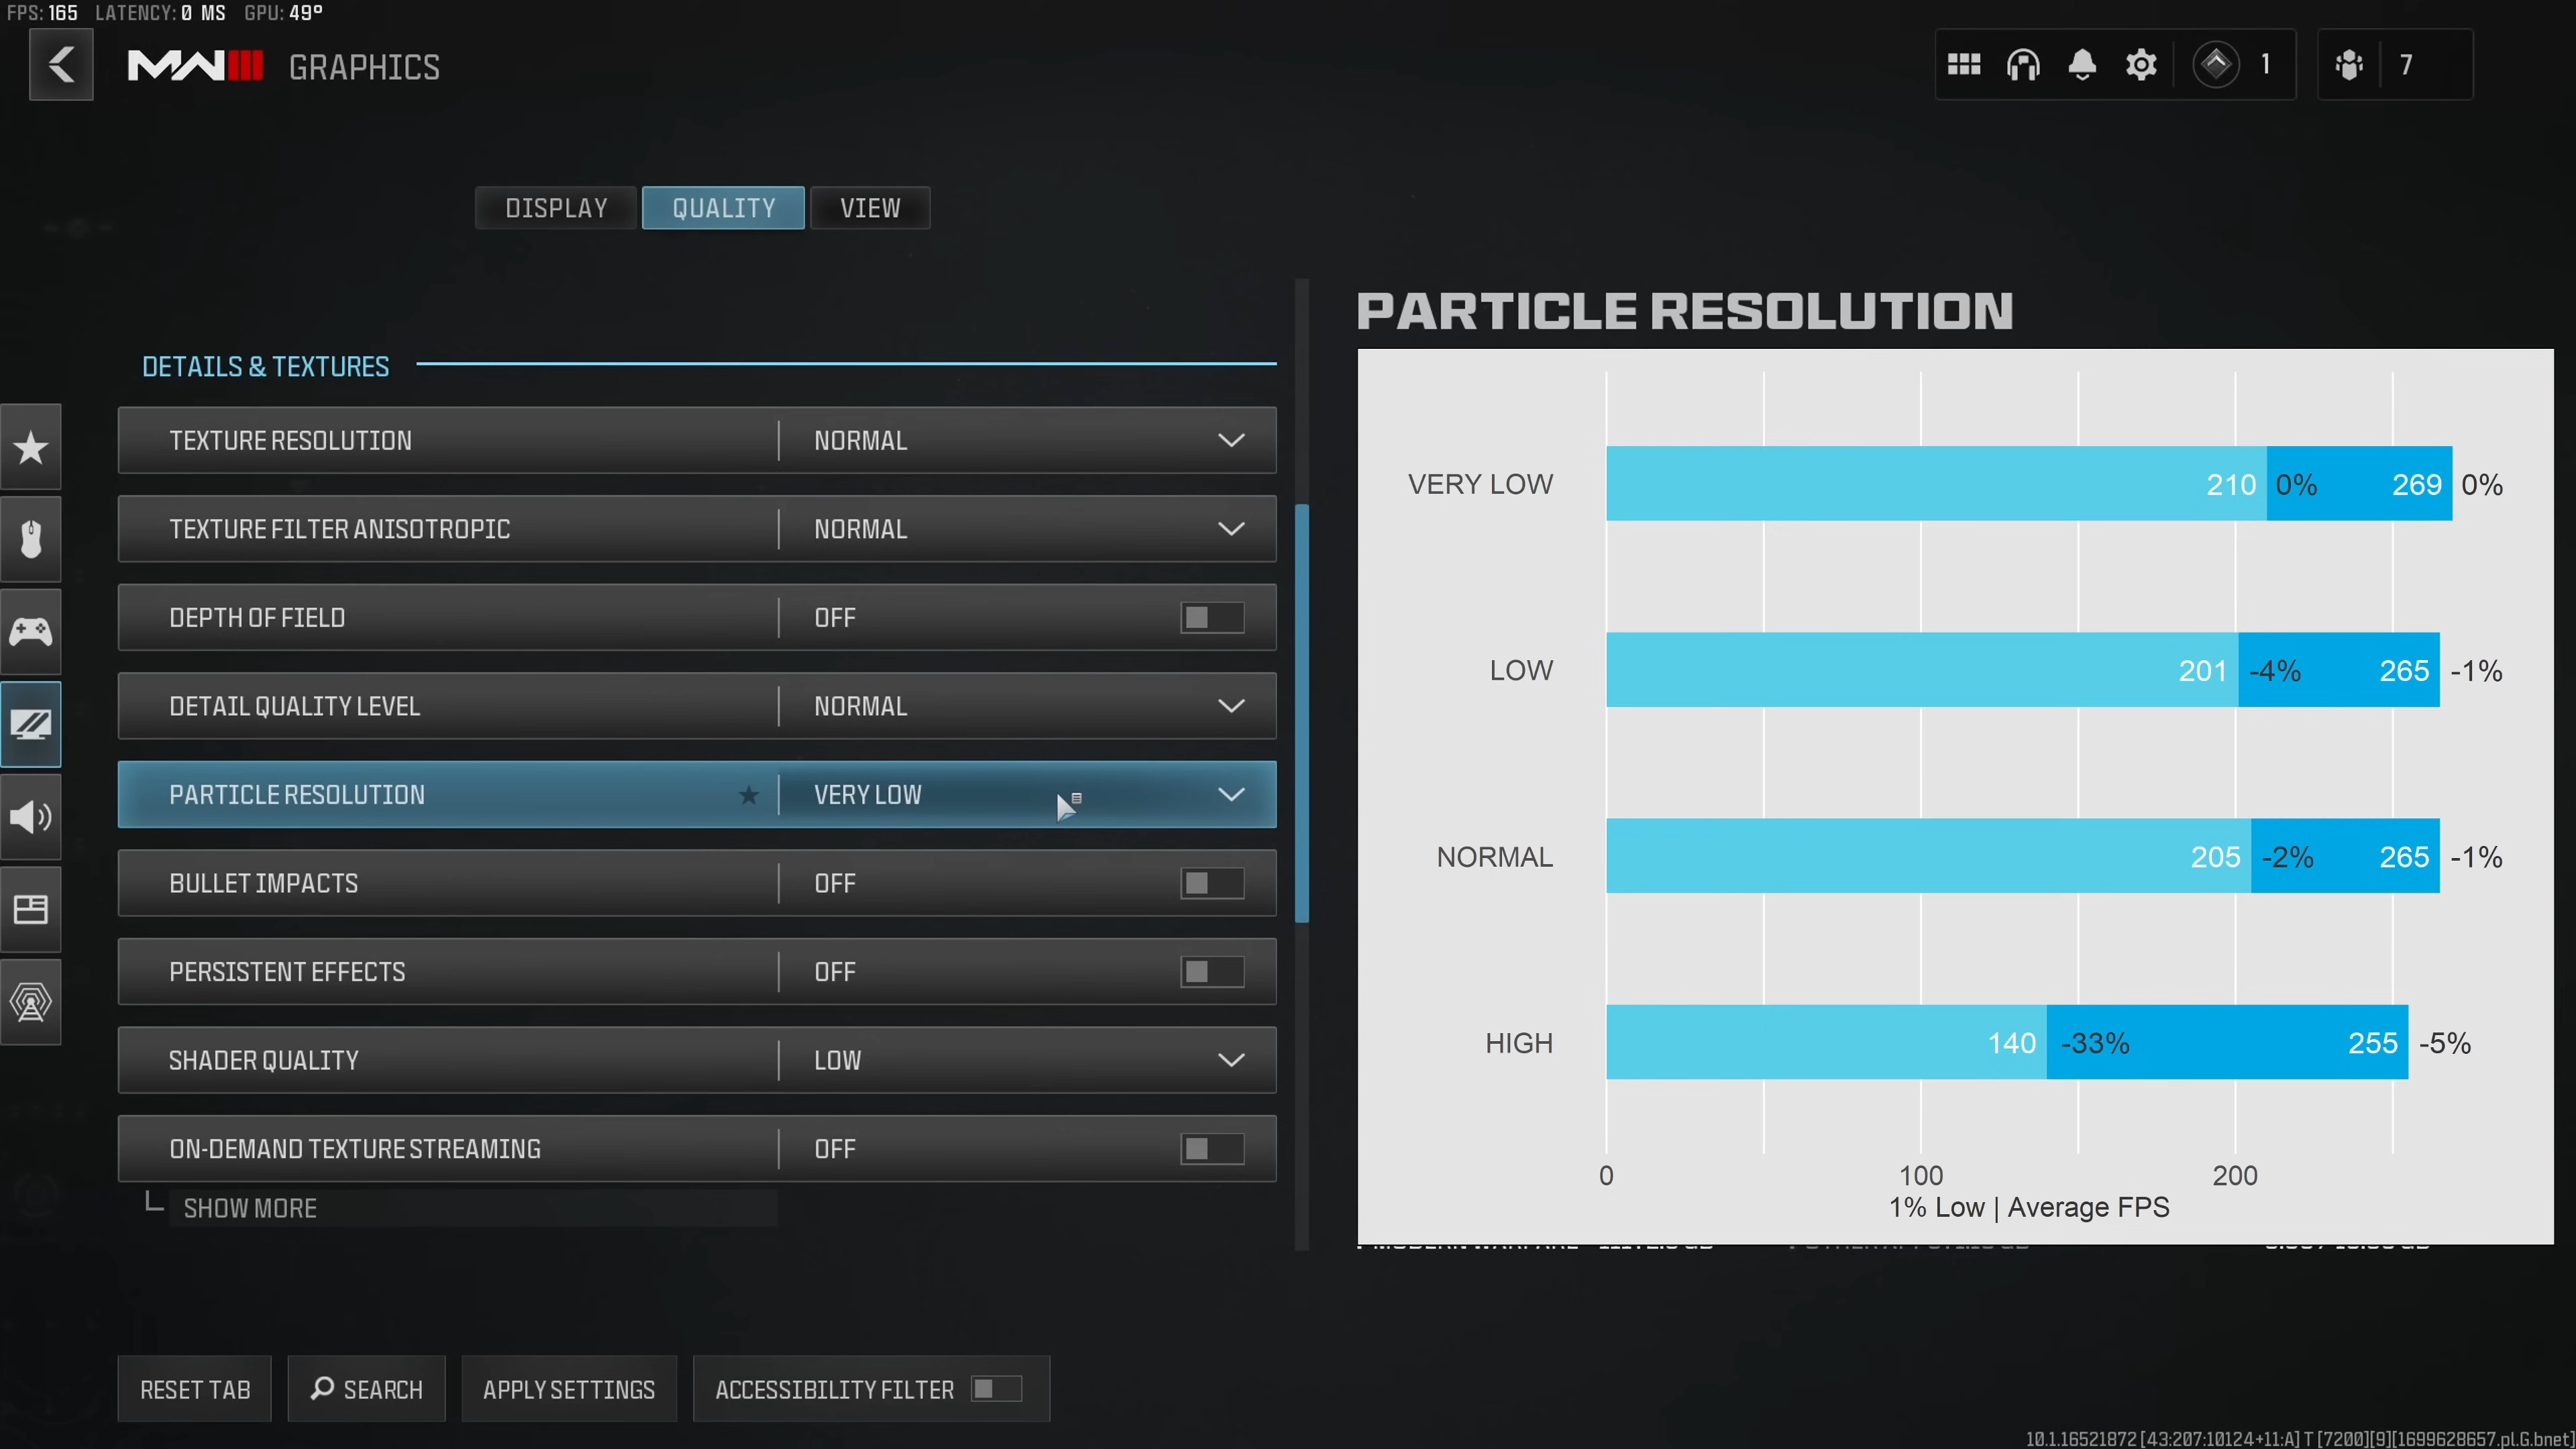 FPS: 165 LATENCY: 0 MS GPU: 49°
MWIII GRAPHICS
1
7
DISPLAY QUALITY VIEW
DETAILS & TEXTURES
TEXTURE RESOLUTION NORMAL
TEXTURE FILTER ANISOTROPIC NORMAL
DEPTH OF FIELD OFF
DETAIL QUALITY LEVEL NORMAL
PARTICLE RESOLUTION VERY LOW
BULLET IMPACTS OFF
PERSISTENT EFFECTS OFF
SHADER QUALITY LOW
ON-DEMAND TEXTURE STREAMING OFF
SHOW MORE
PARTICLE RESOLUTION
VERY LOW 210 0% 269 0%
LOW 201 -4% 265 -1%
NORMAL 205 -2% 265 -1%
HIGH 140 -33% 255 -5%
0 100 200
1% Low | Average FPS
RESET TAB SEARCH APPLY SETTINGS ACCESSIBILITY FILTER
10.1.16521872 [43:207:10124+11:A] T [7200][9][1699628657.pl.G.bnet]